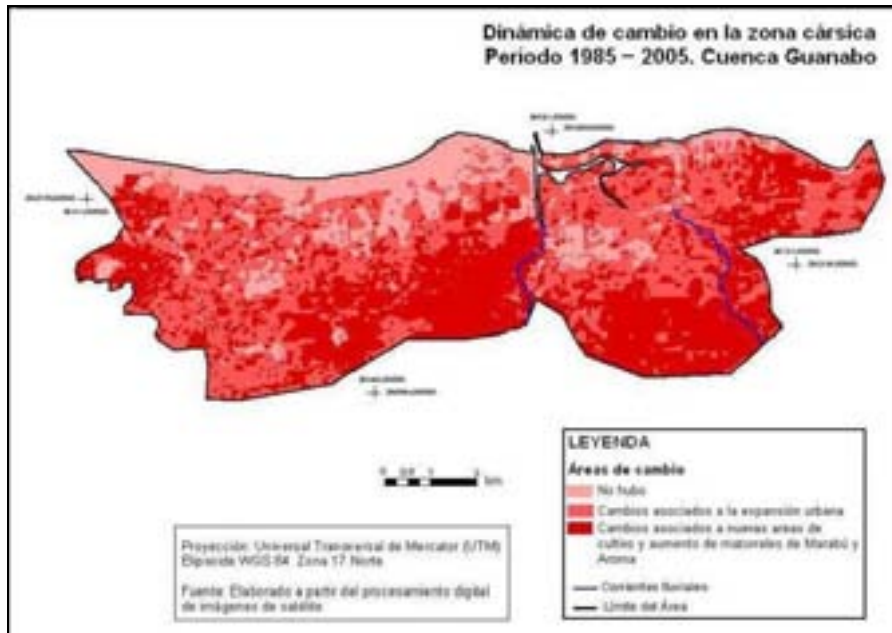 Dinámica de cambio en la zona cársica
Período 1985 – 2005. Cuenca Guanabo
km
LEYENDA
Áreas de cambio
No hubo
Cambios asociados a la expansión urbana
Cambios asociados a nuevas areas de
cultivo y aumento de matorrales de Marabú y
Aroma
Corrientes fluviales
Límite del Área
Proyección: Universal Transversal de Mercator (UTM)
Elipsoide WGS 84. Zona 17 Norte
Fuente: Elaborado a partir del procesamiento digital
de imágenes de satélite